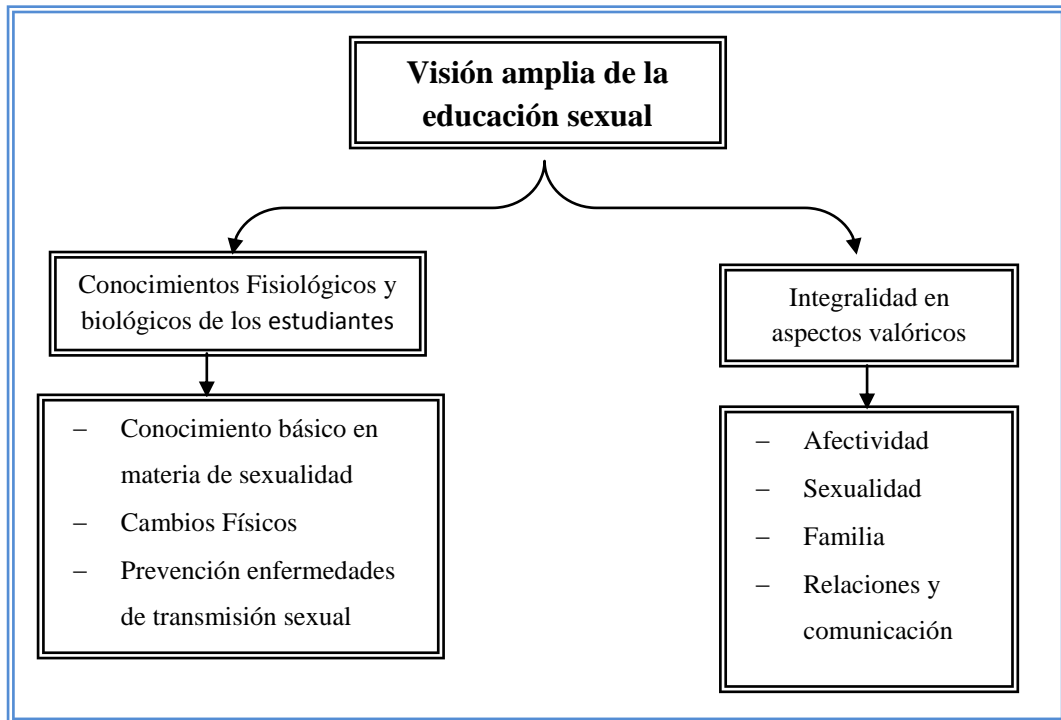 Visión amplia de la
educación sexual
Conocimientos Fisiológicos y
biológicos de los estudiantes
Integralidad en
aspectos valóricos
– Conocimiento básico en
materia de sexualidad
– Cambios Físicos
– Prevención enfermedades
de transmisión sexual
– Afectividad
– Sexualidad
– Familia
– Relaciones y
comunicación